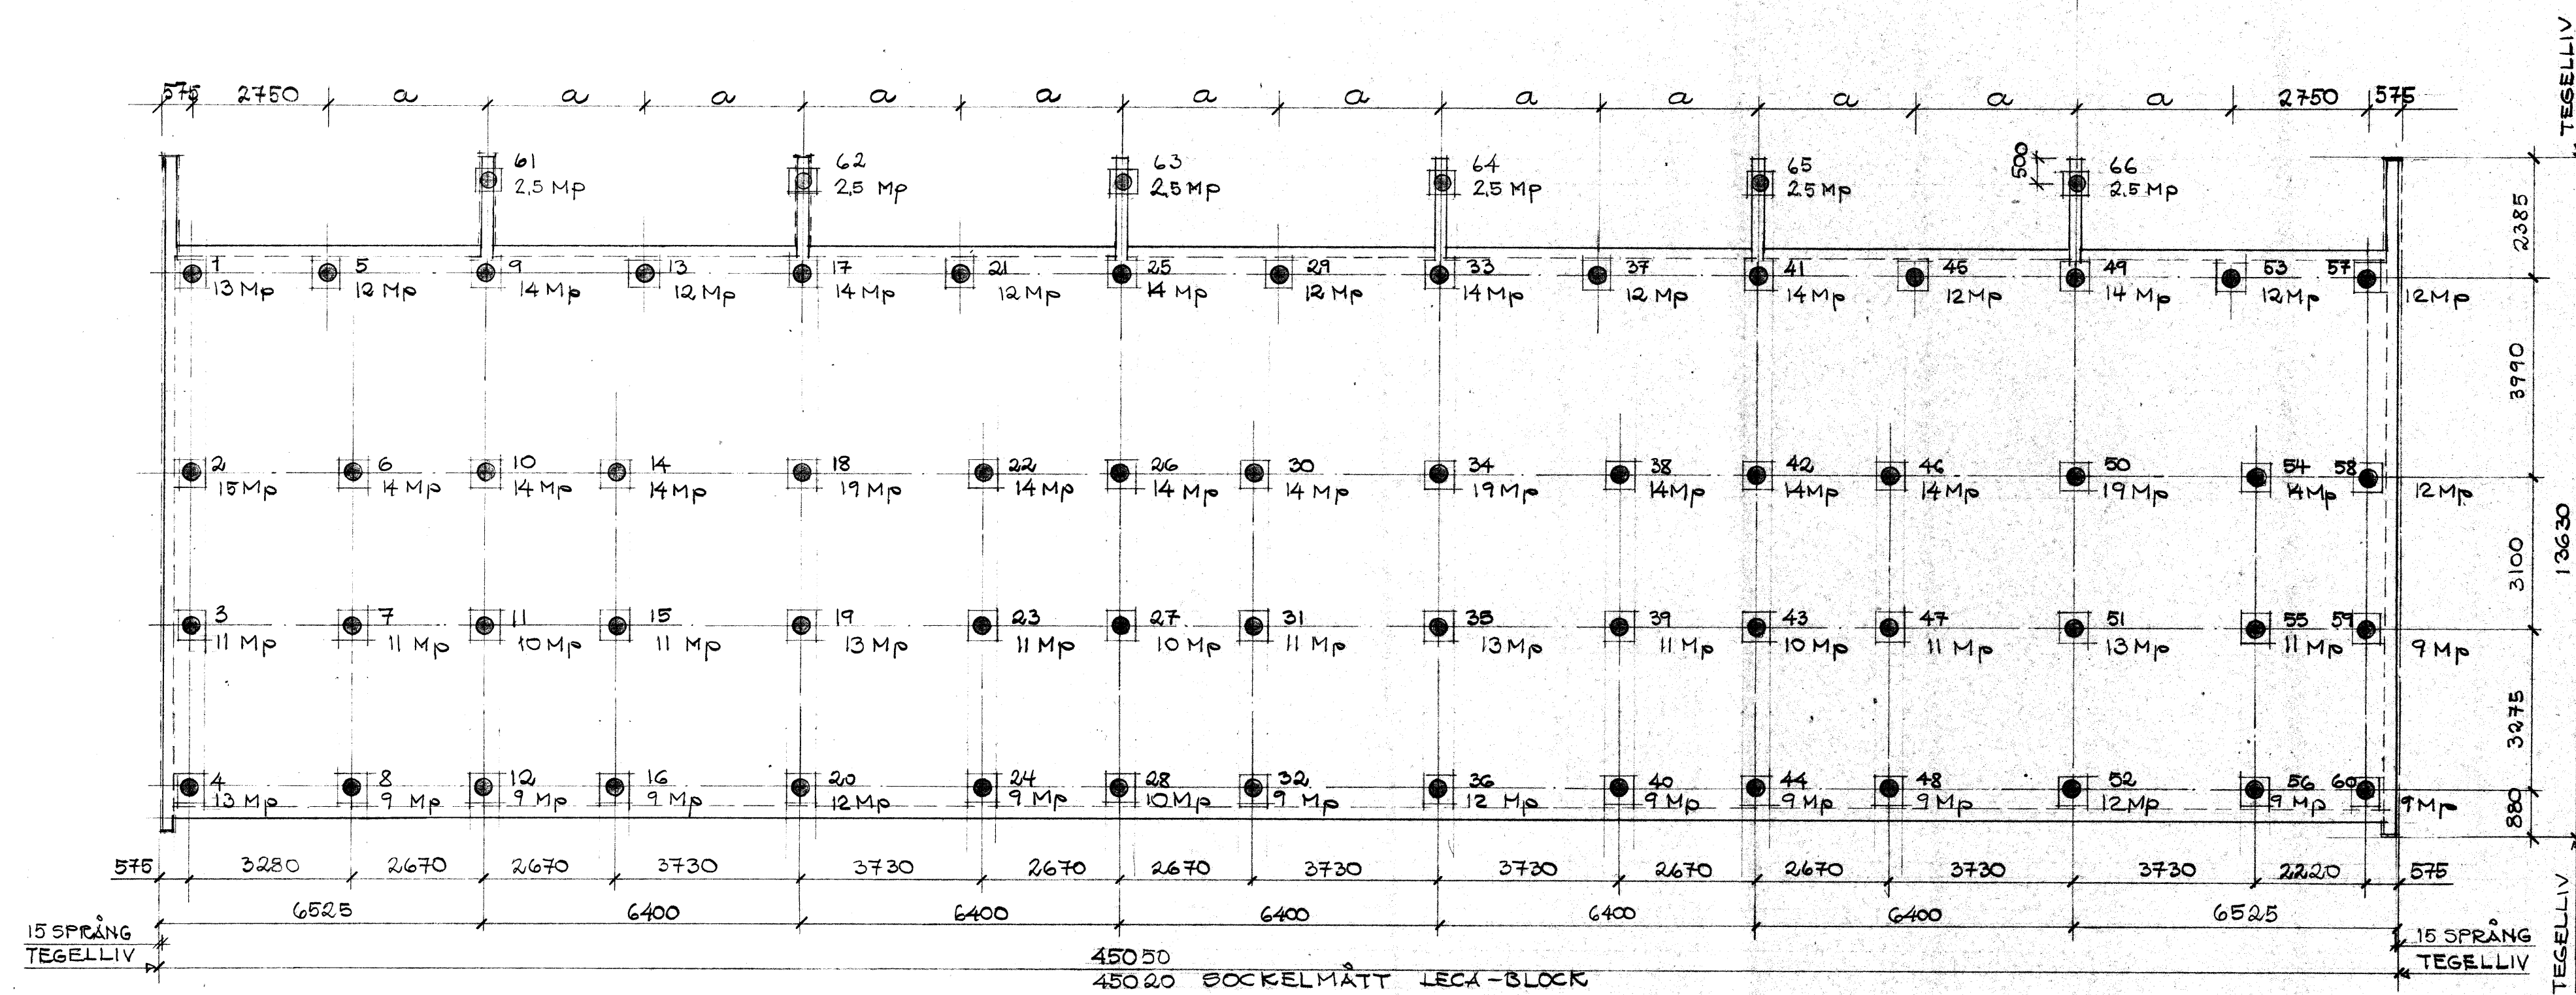 575 2750 a a a a a a a a a a a a 2750 575
TEGELLIV
61 62 63 64 65 66
2,5 Mp 2,5 Mp 2,5 Mp 2,5 Mp 500 2,5 Mp 2,5 Mp
2385
1 5 9 13 17 21 25 29 33 37 41 45 49 53 57
13 Mp 12 Mp 14 Mp 12 Mp 14 Mp 12 Mp 14 Mp 12 Mp 14 Mp 12 Mp 14 Mp 12 Mp 14 Mp 12 Mp 12 Mp
3990
2 6 10 14 18 22 26 30 34 38 42 46 50 54 58
15 Mp 14 Mp 14 Mp 14 Mp 19 Mp 14 Mp 14 Mp 14 Mp 19 Mp 14 Mp 14 Mp 14 Mp 19 Mp 14 Mp 12 Mp
3100
13630
3 7 11 15 19 23 27 31 35 39 43 47 51 55 59
11 Mp 11 Mp 10 Mp 11 Mp 13 Mp 11 Mp 10 Mp 11 Mp 13 Mp 11 Mp 10 Mp 11 Mp 13 Mp 11 Mp 9 Mp
3275
4 8 12 16 20 24 28 32 36 40 44 48 52 56 60
13 Mp 9 Mp 9 Mp 9 Mp 12 Mp 9 Mp 10 Mp 9 Mp 12 Mp 9 Mp 9 Mp 9 Mp 12 Mp 9 Mp 9 Mp
880
575 3280 2670 2670 3730 3730 2670 2670 3730 3730 2670 2670 3730 3730 2220 575
6525 6400 6400 6400 6400 6400 6525
15 SPRÅNG 15 SPRÅNG
TEGELLIV TEGELLIV
TEGELLIV
45050
45020 SOCKELMÅTT LECA-BLOCK